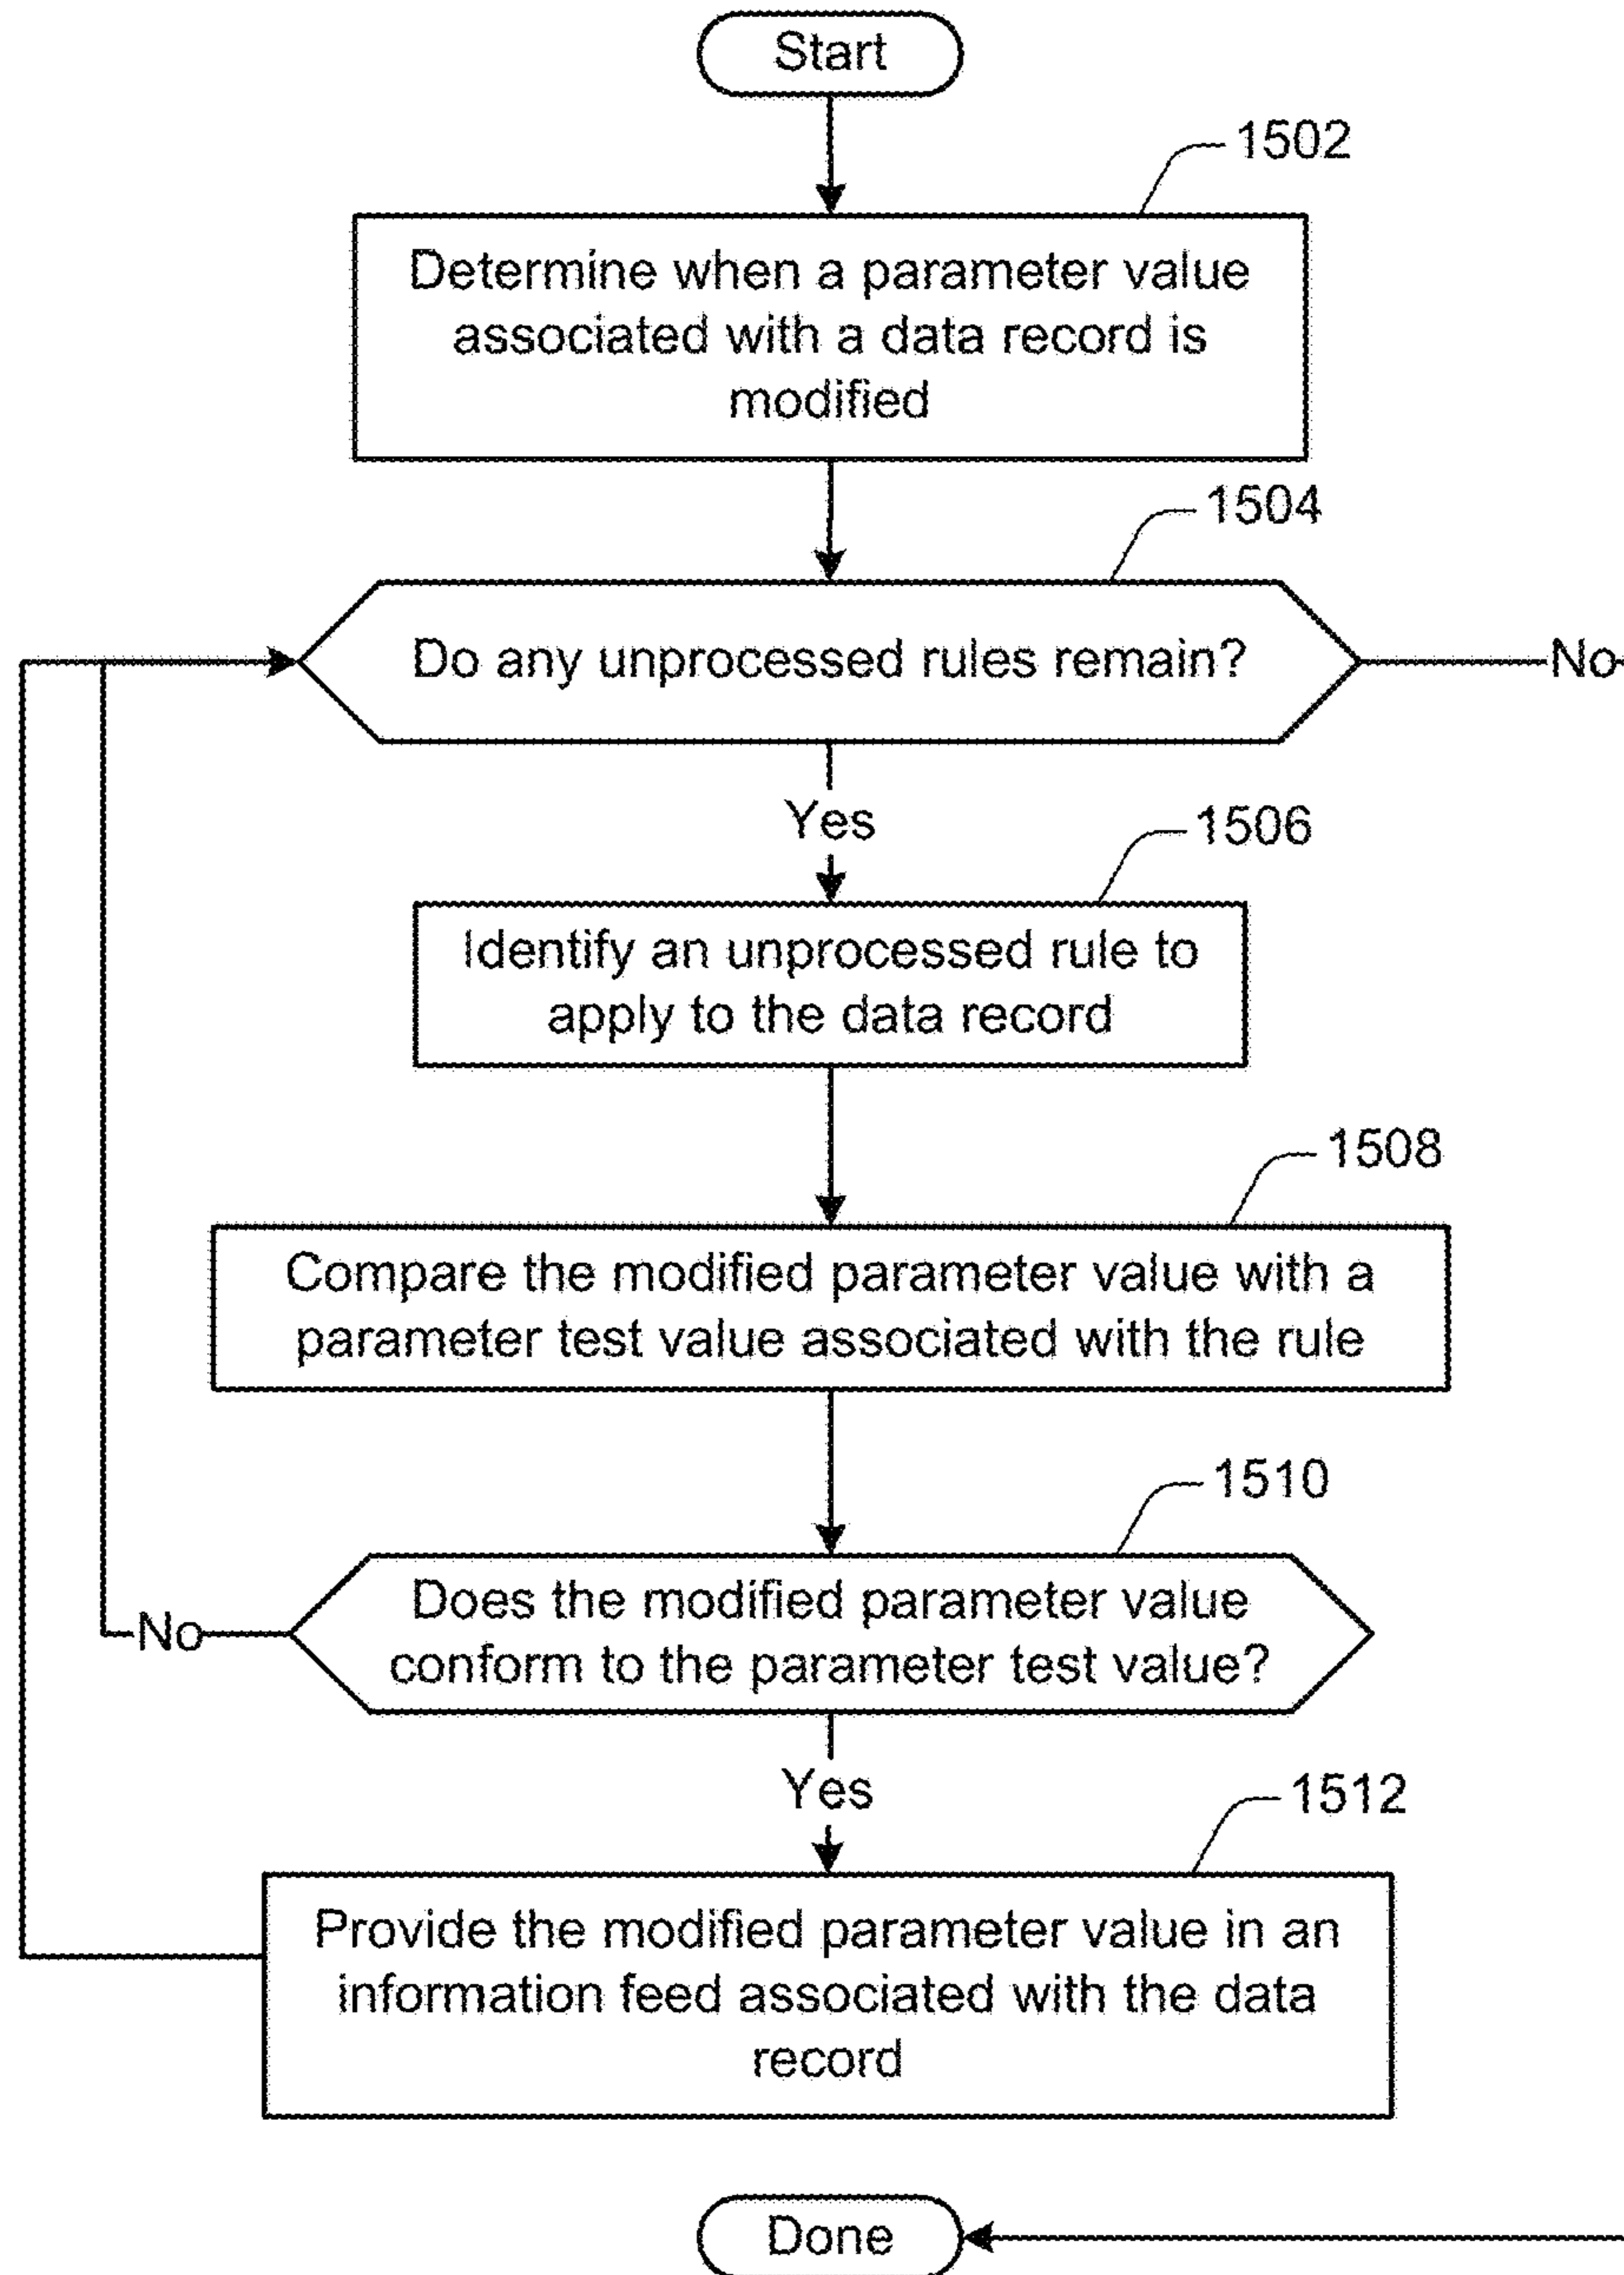 Start
1502
Determine when a parameter value
associated with a data record is
modified
1504
Do any unprocessed rules remain?
No
Yes
1506
Identify an unprocessed rule to
apply to the data record
1508
Compare the modified parameter value with a
parameter test value associated with the rule
1510
Does the modified parameter value
conform to the parameter test value?
No
Yes
1512
Provide the modified parameter value in an
information feed associated with the data
record
Done